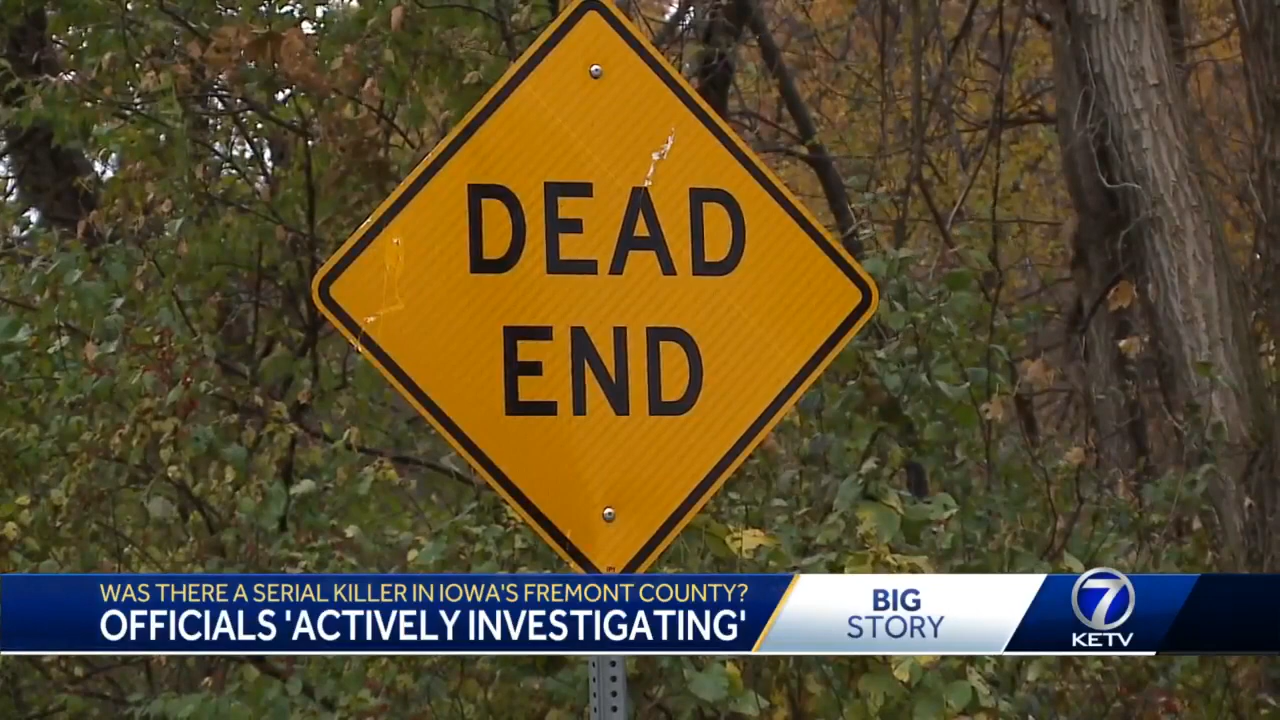 DEAD
END
WAS THERE A SERIAL KILLER IN IOWA'S FREMONT COUNTY?
OFFICIALS 'ACTIVELY INVESTIGATING'
BIG
STORY
7
KETV